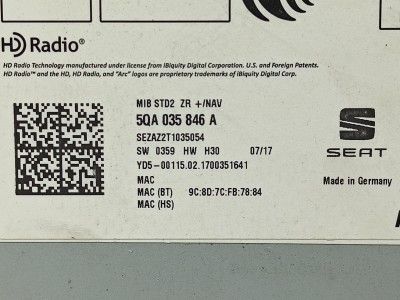 HD Radio®
HD Radio Technology manufactured under license from iBiquity Digital Corporation. U.S. and Foreign Patents.
HD Radio™ and the HD, HD Radio, and "Arc" logos are proprietary trademarks of iBiquity Digital Corp.
MIB STD2 ZR +/NAV
5QA 035 846 A
SEZAZ2T1035054
SW 0359 HW H30 07/17
YD5-00115.02.1700351641
MAC
MAC (BT) 9C:8D:7C:FB:78:84
MAC (HS)
SEAT
Made in Germany